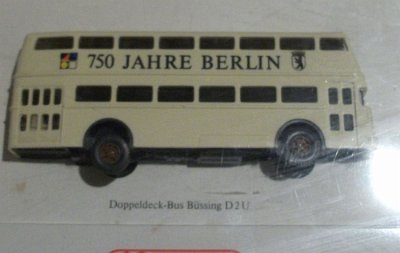 750 JAHRE BERLIN
Doppeldeck-Bus Büssing D2U